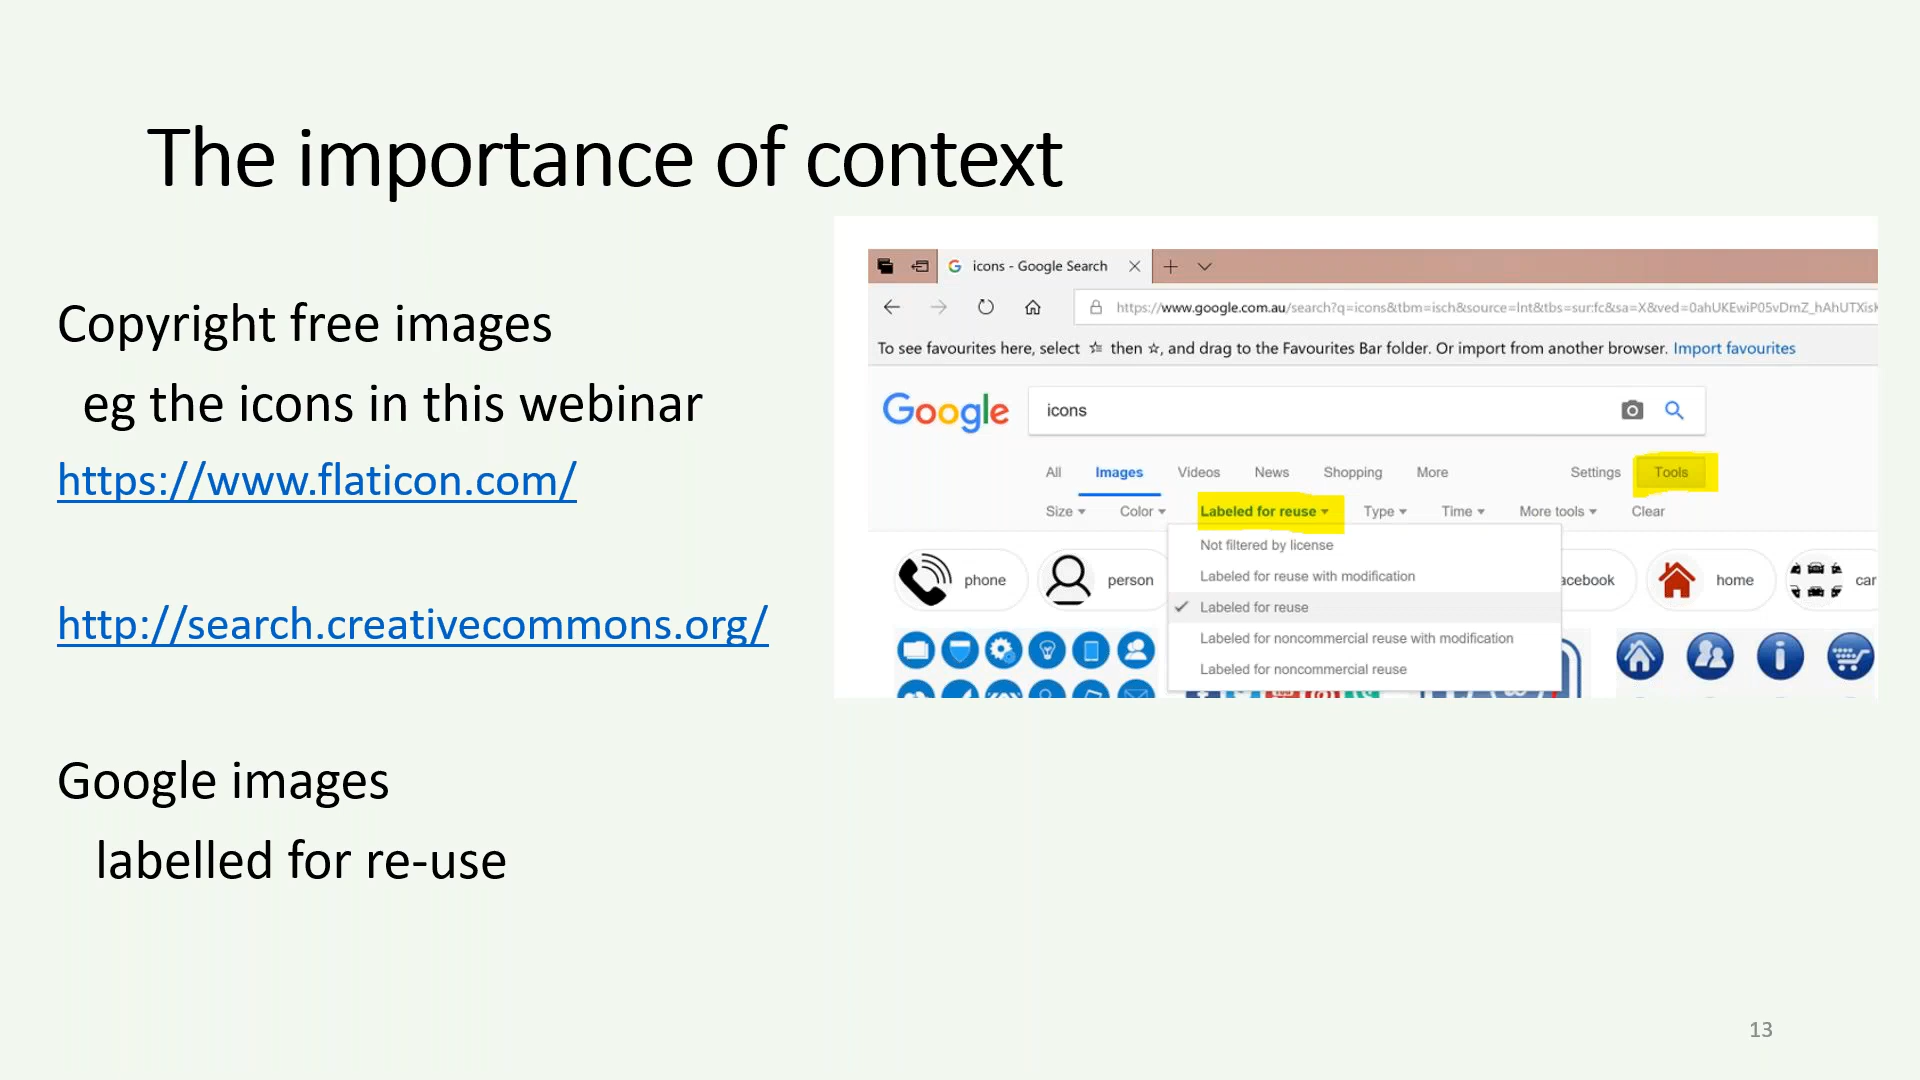 The importance of context
Copyright free images
eg the icons in this webinar
https://www.flaticon.com/
http://search.creativecommons.org/
Google images
labelled for re-use
icons - Google Search
https://www.google.com.au/search?q=icons&tbm=isch&source=lnt&tbs=sur:fc&sa=X&ved=0ahUKEwiP05vDmZ_hAhUTXisK
To see favourites here, select then , and drag to the Favourites Bar folder. Or import from another browser. Import favourites
Google icons
All Images Videos News Shopping More Settings Tools
Size Color Labeled for reuse Type Time More tools Clear
Not filtered by license
Labeled for reuse with modification
Labeled for reuse
Labeled for noncommercial reuse with modification
Labeled for noncommercial reuse
phone person acebook home car
13